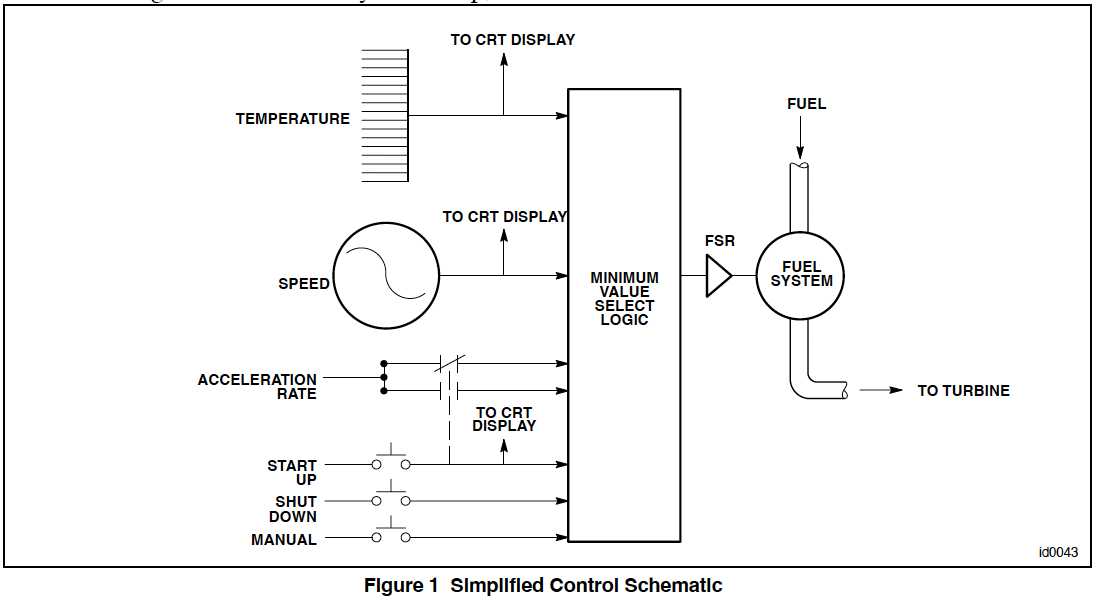 TO CRT DISPLAY
TEMPERATURE
FUEL
TO CRT DISPLAY
SPEED
FSR
MINIMUM
VALUE
SELECT
LOGIC
FUEL
SYSTEM
ACCELERATION
RATE
TO CRT
DISPLAY
TO TURBINE
START
UP
SHUT
DOWN
MANUAL
id0043
Figure 1 Simplified Control Schematic